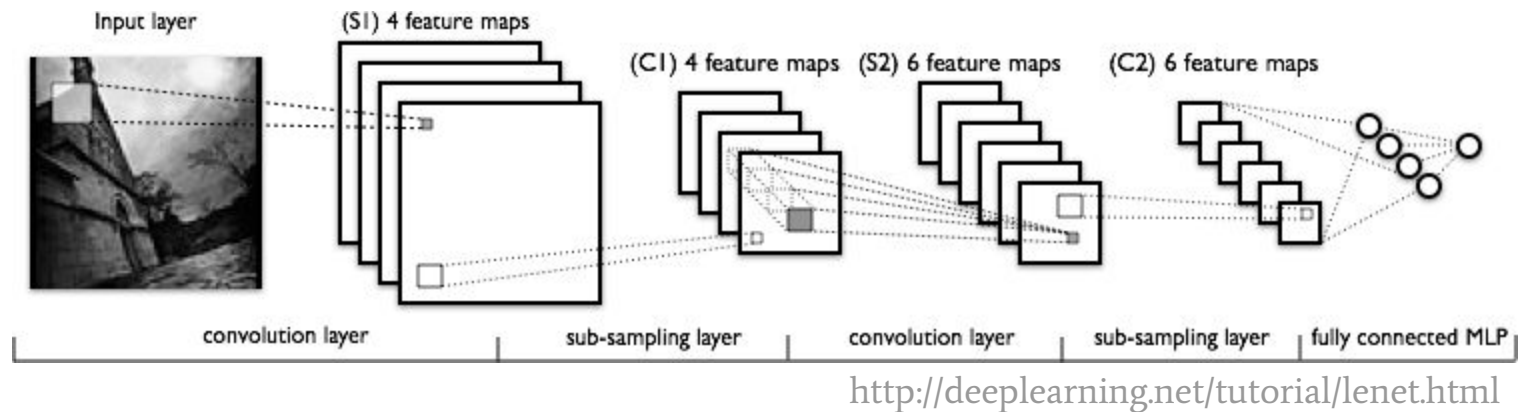 Input layer
(S1) 4 feature maps
(C1) 4 feature maps
(S2) 6 feature maps
(C2) 6 feature maps
convolution layer
sub-sampling layer
convolution layer
sub-sampling layer
fully connected MLP
http://deeplearning.net/tutorial/lenet.html